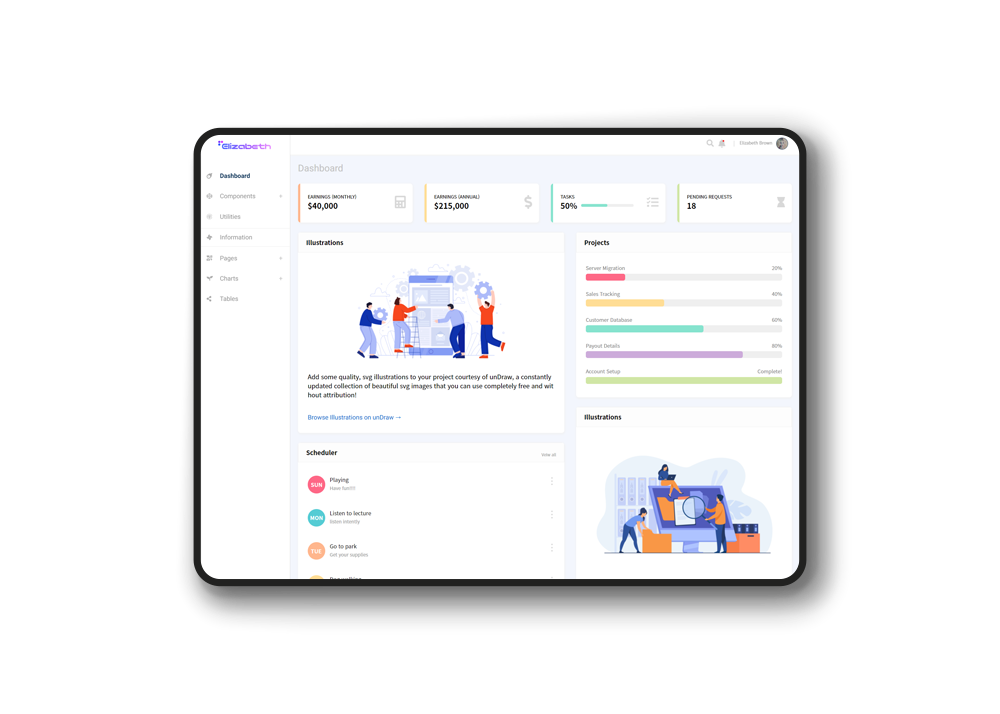 Elizabeth
Elizabeth Brown
Dashboard
Components
Utilities
Information
Pages
Charts
Tables
Dashboard
EARNINGS (MONTHLY)
$40,000
EARNINGS (ANNUAL)
$215,000
TASKS
50%
PENDING REQUESTS
18
Illustrations
Add some quality, svg illustrations to your project courtesy of unDraw, a constantly
updated collection of beautiful svg images that you can use completely free and wit
hout attribution!
Browse Illustrations on unDraw →
Scheduler
View all
SUN
Playing
Have fun!!!!
MON
Listen to lecture
listen intently
TUE
Go to park
Get your supplies
Projects
Server Migration
20%
Sales Tracking
40%
Customer Database
60%
Payout Details
80%
Account Setup
Complete!
Illustrations